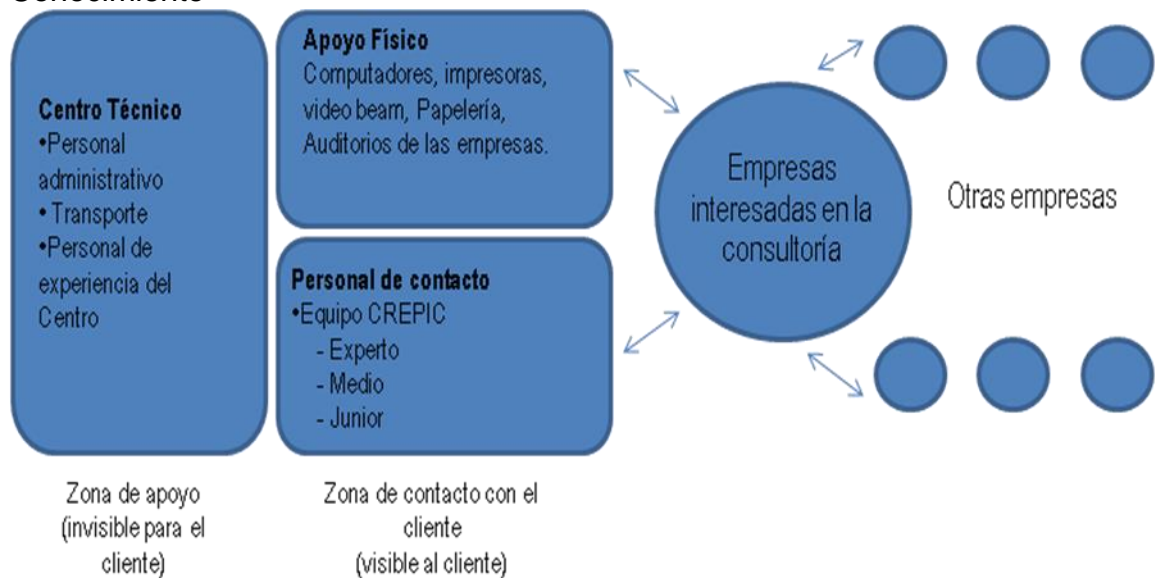 Centro Técnico
•Personal
administrativo
• Transporte
•Personal de
experiencia del
Centro
Apoyo Físico
Computadores, impresoras,
video beam, Papelería,
Auditorios de las empresas.
Personal de contacto
•Equipo CREPIC
- Experto
- Medio
- Junior
Empresas
interesadas en la
consultoría
Otras empresas
Zona de apoyo
(invisible para el
cliente)
Zona de contacto con el
cliente
(visible al cliente)